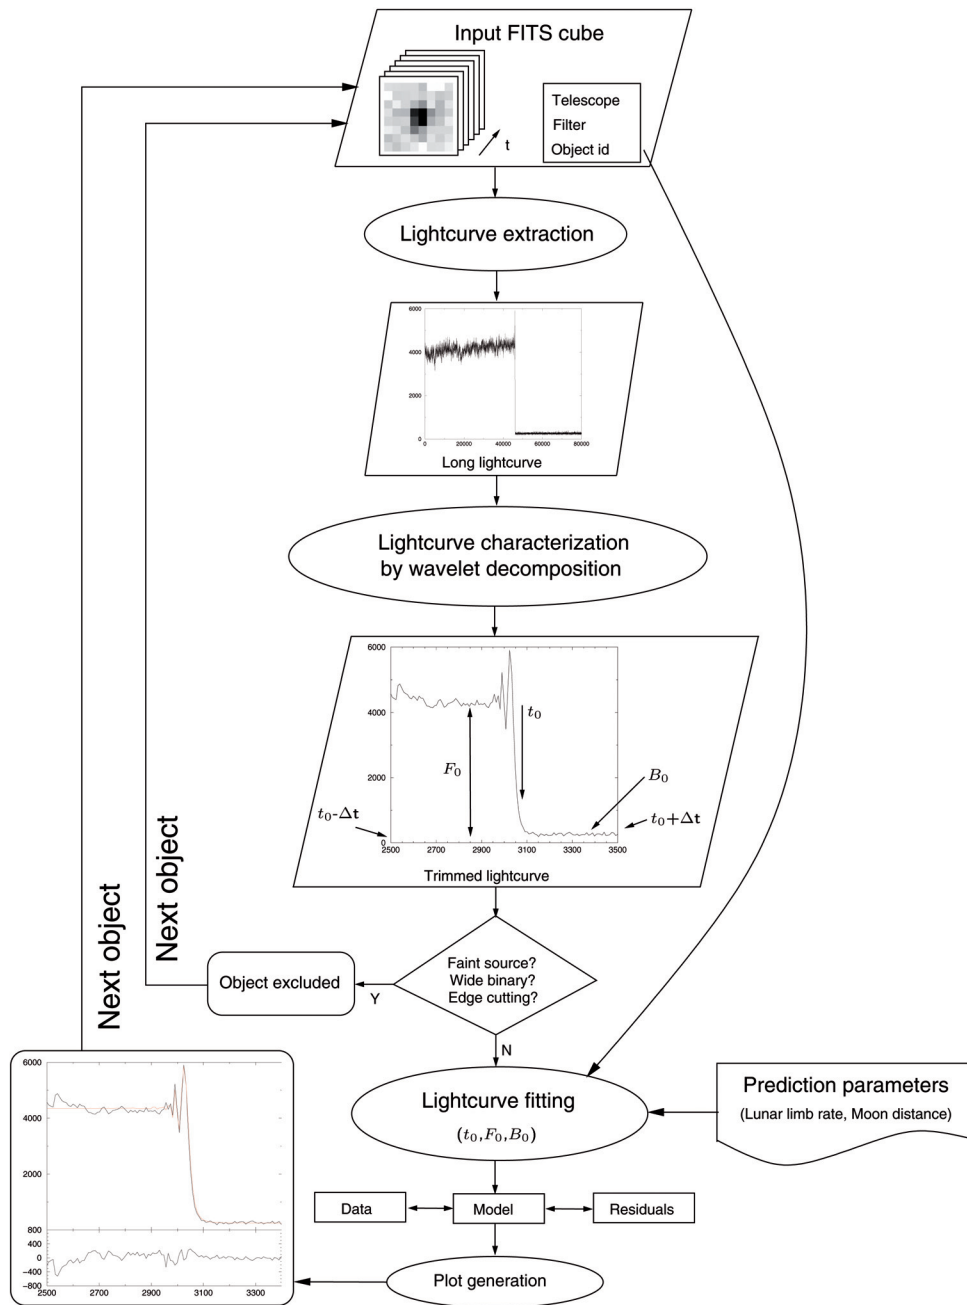 Input FITS cube
Telescope
Filter
Object id
t
Lightcurve extraction
6000
4000
2000
0
0
20000
40000
60000
80000
Long lightcurve
Lightcurve characterization
by wavelet decomposition
6000
4000
2000
0
t₀
F₀
B₀
t₀-Δt
t₀+Δt
2500
2700
2900
3100
3300
3500
Trimmed lightcurve
Next object
Next object
Faint source?
Wide binary?
Edge cutting?
Y
Object excluded
N
Lightcurve fitting
(t₀,F₀,B₀)
Prediction parameters
(Lunar limb rate, Moon distance)
Data
Model
Residuals
Plot generation
6000
4000
2000
0
800
400
0
−400
−800
2500
2700
2900
3100
3300